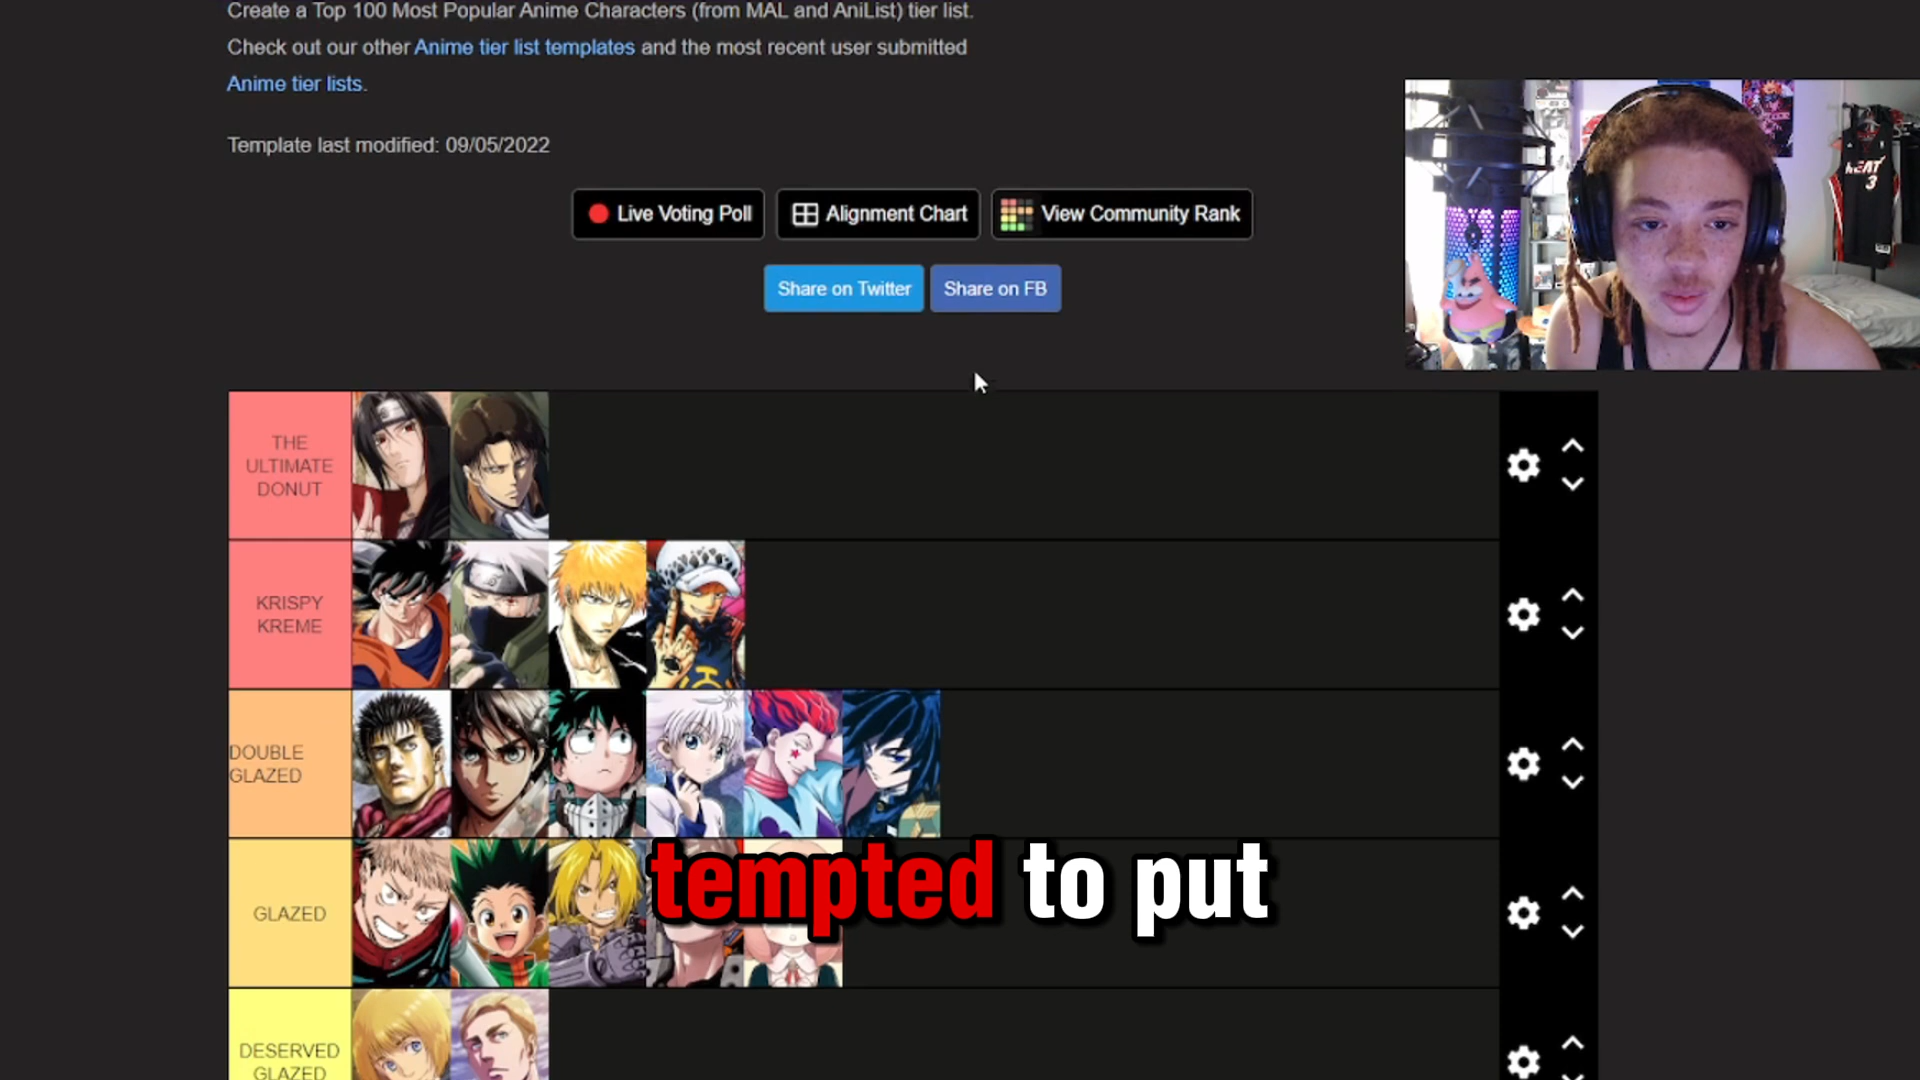 Create a Top 100 Most Popular Anime Characters (from MAL and AniList) tier list.
Check out our other Anime tier list templates and the most recent user submitted
Anime tier lists.
Template last modified: 09/05/2022
Live Voting Poll
Alignment Chart
View Community Rank
Share on Twitter
Share on FB
HEAT
3
THE
ULTIMATE
DONUT
KRISPY
KREME
DOUBLE
GLAZED
GLAZED
tempted to put
DESERVED
GLAZED